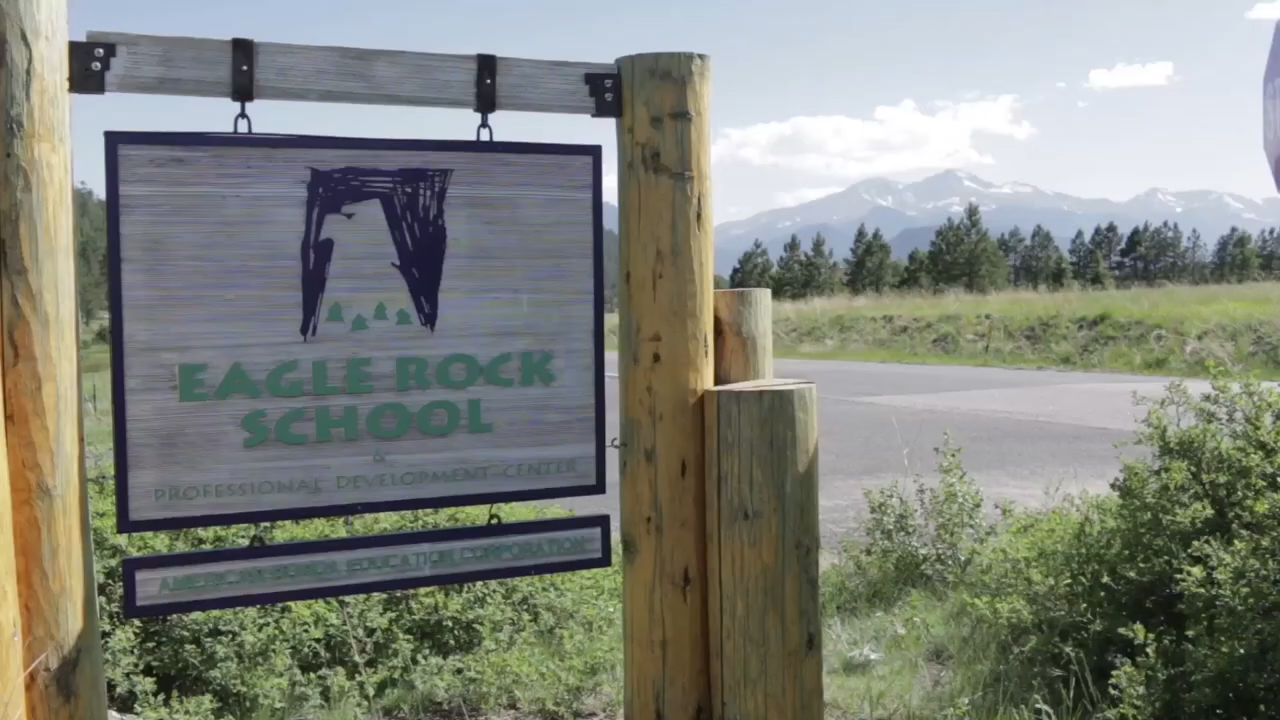 EAGLE ROCK
SCHOOL
&
PROFESSIONAL DEVELOPMENT CENTER
AMERICAN HONDA EDUCATION CORPORATION